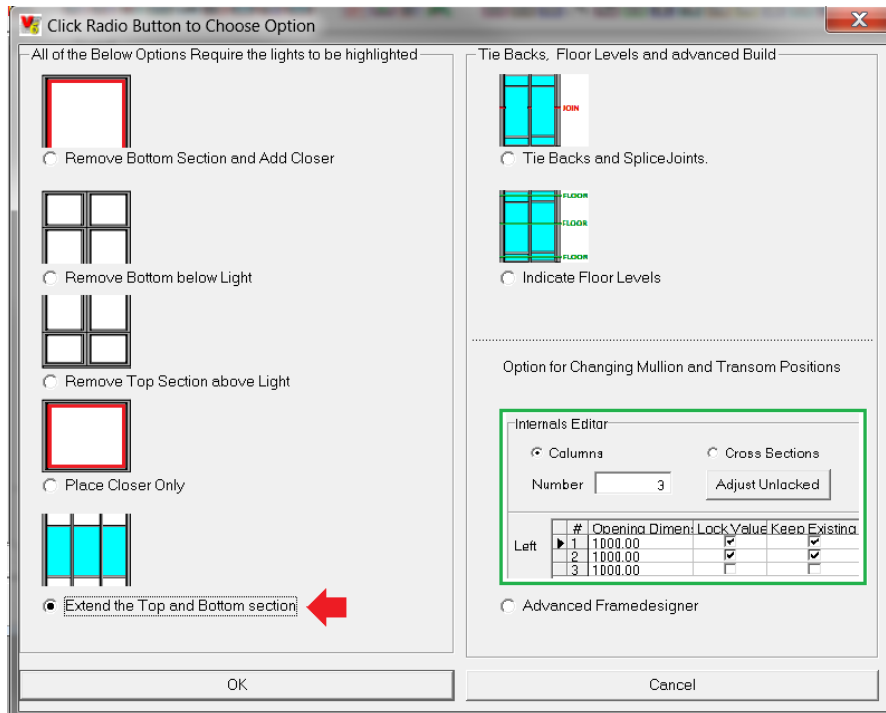 Click Radio Button to Choose Option
X
All of the Below Options Require the lights to be highlighted
Remove Bottom Section and Add Closer
Remove Bottom below Light
Remove Top Section above Light
Place Closer Only
Extend the Top and Bottom section
Tie Backs, Floor Levels and advanced Build
JOIN
Tie Backs and SpliceJoints.
FLOOR
FLOOR
FLOOR
Indicate Floor Levels
Option for Changing Mullion and Transom Positions
Internals Editor
Columns Cross Sections
Number 3 Adjust Unlocked
# Opening Dimen: Lock Value Keep Existing
Left 1 1000.00
2 1000.00
3 1000.00
Advanced Framedesigner
OK Cancel